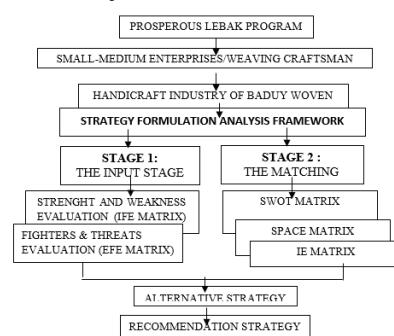 PROSPEROUS LEBAK PROGRAM
SMALL-MEDIUM ENTERPRISES/WEAVING CRAFTSMAN
HANDICRAFT INDUSTRY OF BADUY WOVEN
STRATEGY FORMULATION ANALYSIS FRAMEWORK
STAGE 1:
THE INPUT STAGE
STAGE 2 :
THE MATCHING
STRENGHT AND WEAKNESS
EVALUATION (IFE MATRIX)
FIGHTERS & THREATS
EVALUATION (EFE MATRIX)
SWOT MATRIX
SPACE MATRIX
IE MATRIX
ALTERNATIVE STRATEGY
RECOMMENDATION STRATEGY